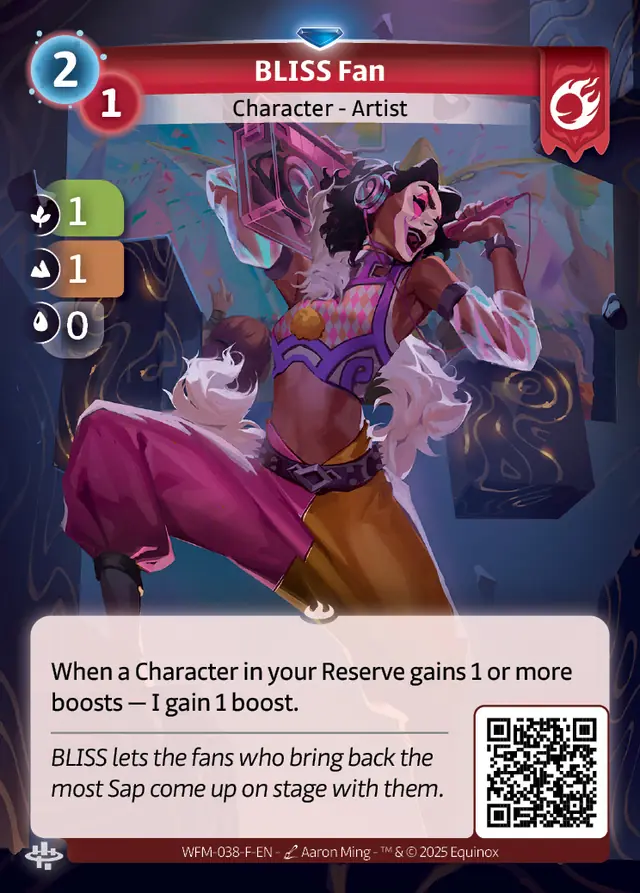 2
BLISS Fan
1
Character - Artist
1
1
0
When a Character in your Reserve gains 1 or more
boosts — I gain 1 boost.
BLISS lets the fans who bring back the
most Sap come up on stage with them.
WFM-038-F-EN - Aaron Ming - ™ & © 2025 Equinox